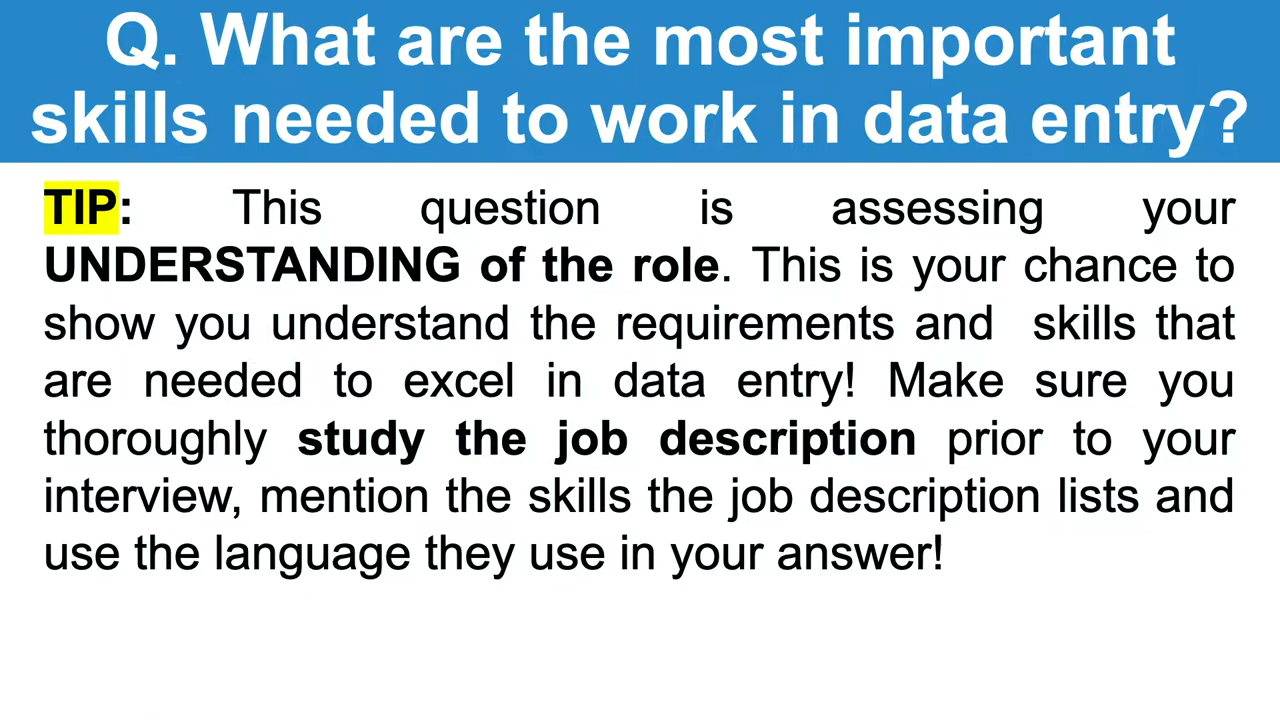 Q. What are the most important
skills needed to work in data entry?
TIP: This question is assessing your
UNDERSTANDING of the role. This is your chance to
show you understand the requirements and skills that
are needed to excel in data entry! Make sure you
thoroughly study the job description prior to your
interview, mention the skills the job description lists and
use the language they use in your answer!